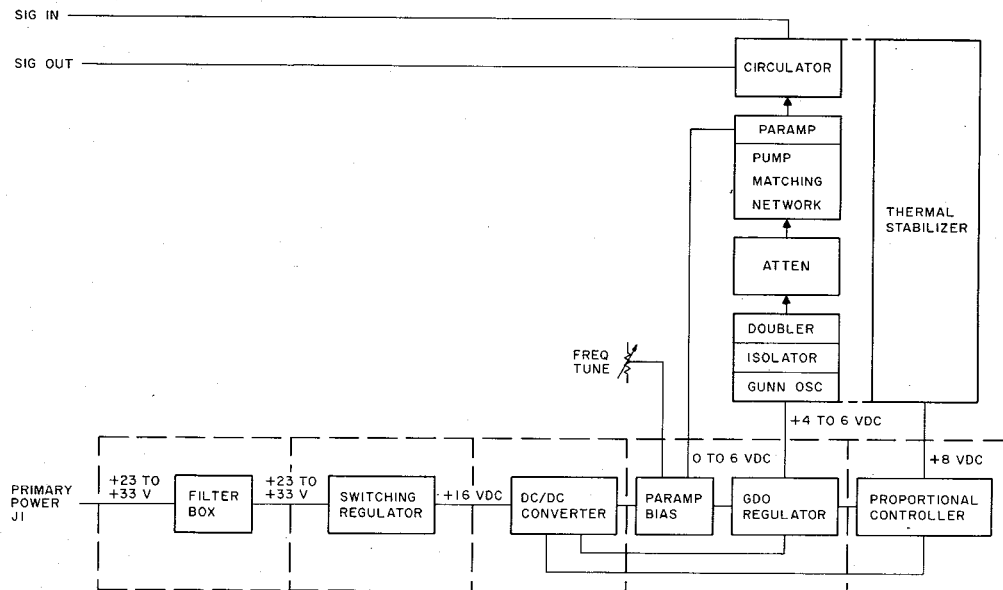 SIG IN
SIG OUT
CIRCULATOR
PARAMP
PUMP
MATCHING
NETWORK
THERMAL
STABILIZER
ATTEN
DOUBLER
ISOLATOR
GUNN OSC
FREQ
TUNE
+4 TO 6 VDC
0 TO 6 VDC
+8 VDC
PRIMARY
POWER
J1
+23 TO
+33 V
FILTER
BOX
+23 TO
+33 V
SWITCHING
REGULATOR
+16 VDC
DC/DC
CONVERTER
PARAMP
BIAS
GDO
REGULATOR
PROPORTIONAL
CONTROLLER